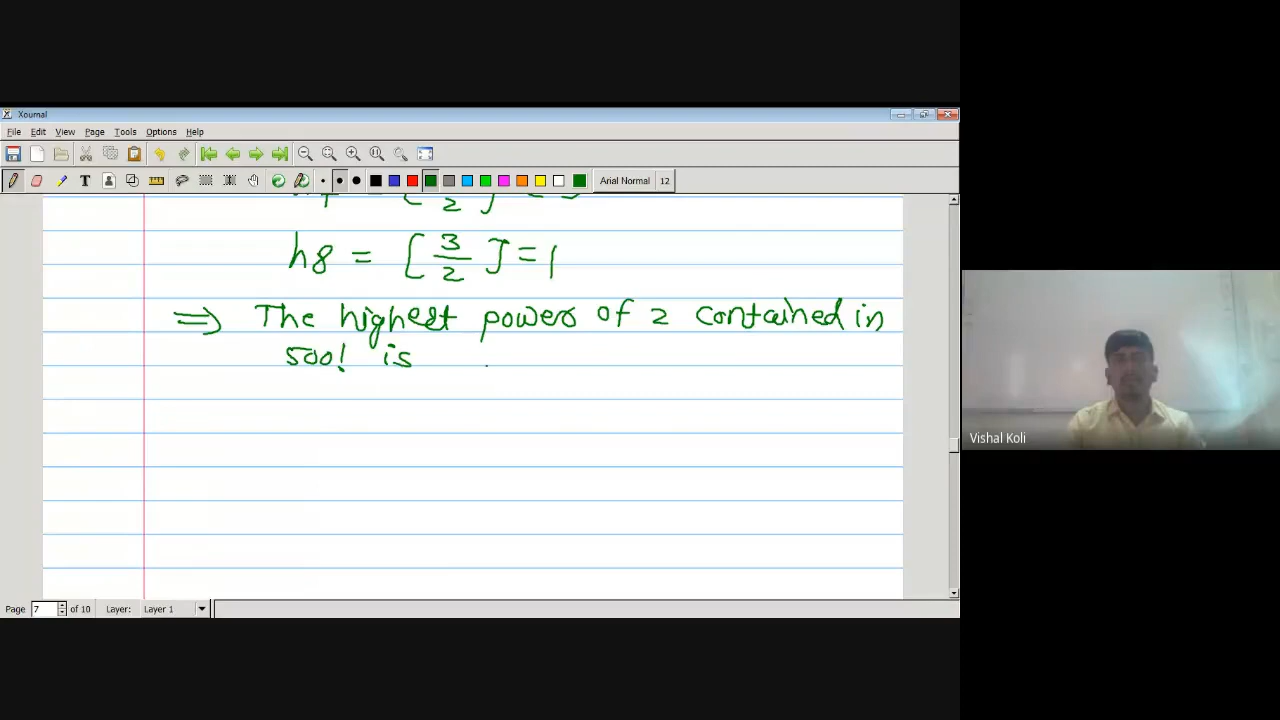 Xournal
File Edit View Page Tools Options Help
Arial Normal 12
h8 = [ 3/2 ] = 1
⇒ The highest power of 2 contained in
500! is
Vishal Koli
Page 7 of 10 Layer: Layer 1